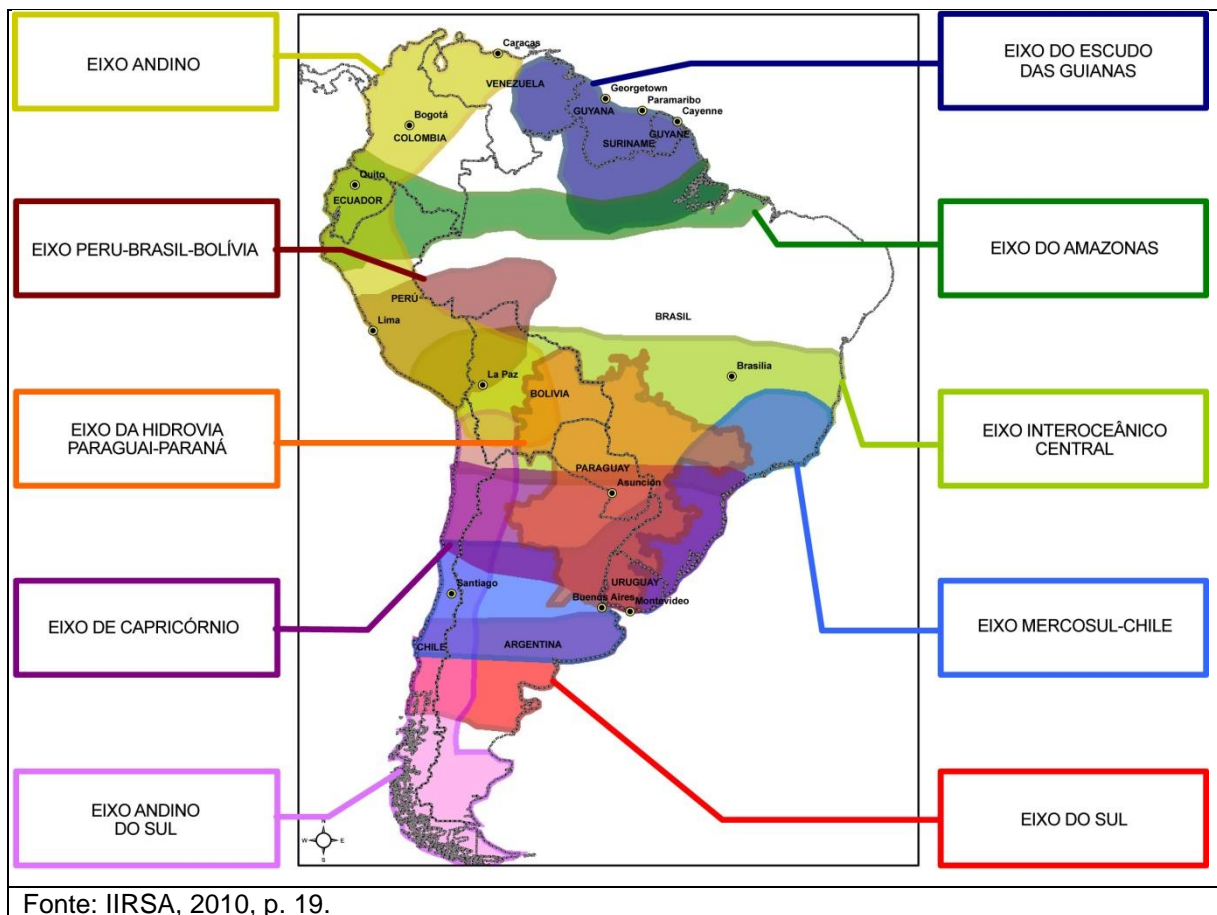 EIXO ANDINO
EIXO PERU-BRASIL-BOLÍVIA
EIXO DA HIDROVIA
PARAGUAI-PARANÁ
EIXO DE CAPRICÓRNIO
EIXO ANDINO
DO SUL
Caracas
VENEZUELA
Georgetown
Paramaribo
GUYANA
Cayenne
Bogotá
COLOMBIA
GUYANE
SURINAME
Quito
ECUADOR
PERÚ
BRASIL
Lima
La Paz
Brasilia
BOLIVIA
PARAGUAY
Asunción
Santiago
URUGUAY
Buenos Aires
Montevideo
CHILE
ARGENTINA
N
W
E
S
EIXO DO ESCUDO
DAS GUIANAS
EIXO DO AMAZONAS
EIXO INTEROCEÂNICO
CENTRAL
EIXO MERCOSUL-CHILE
EIXO DO SUL
Fonte: IIRSA, 2010, p. 19.